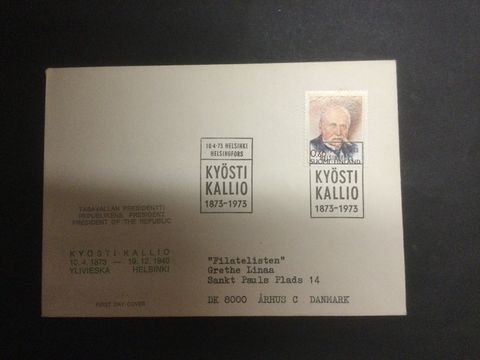 10.4.73 HELSINKI
HELSINGFORS
KYÖSTI
KALLIO
1873-1973
0,60
SUOMI FINLAND
KYÖSTI
KALLIO
1873-1973
TASAVALLAN PRESIDENTTI
REPUBLIKENS PRESIDENT
PRESIDENT OF THE REPUBLIC
KYÖSTI KALLIO
10. 4. 1873 — 19. 12. 1940
YLIVIESKA HELSINKI
FIRST DAY COVER
"Filatelisten"
Grethe Linaa
Sankt Pauls Plads 14
DK 8000 ÅRHUS C DANMARK